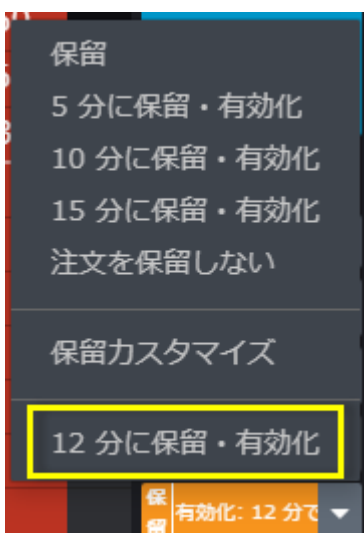 保留
5 分に保留・有効化
10 分に保留・有効化
15 分に保留・有効化
注文を保留しない
保留カスタマイズ
12 分に保留・有効化
保留
有効化: 12 分で